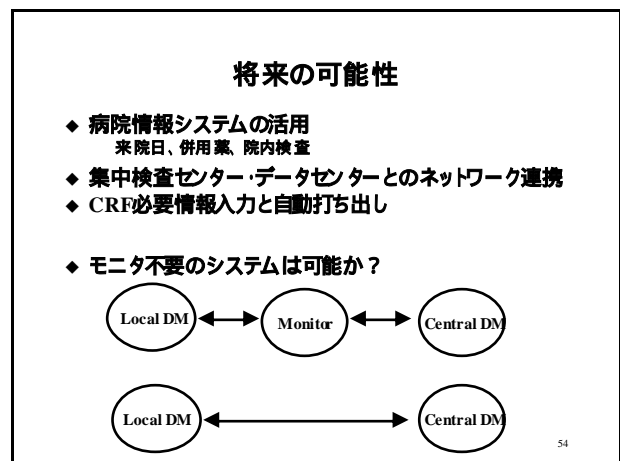 将来の可能性
◆ 病院情報システムの活用
来院日、併用薬、院内検査
◆ 集中検査センター・データセンターとのネットワーク連携
◆ CRF必要情報入力と自動打ち出し
◆ モニタ不要のシステムは可能か？
Local DM Monitor Central DM
Local DM Central DM
54